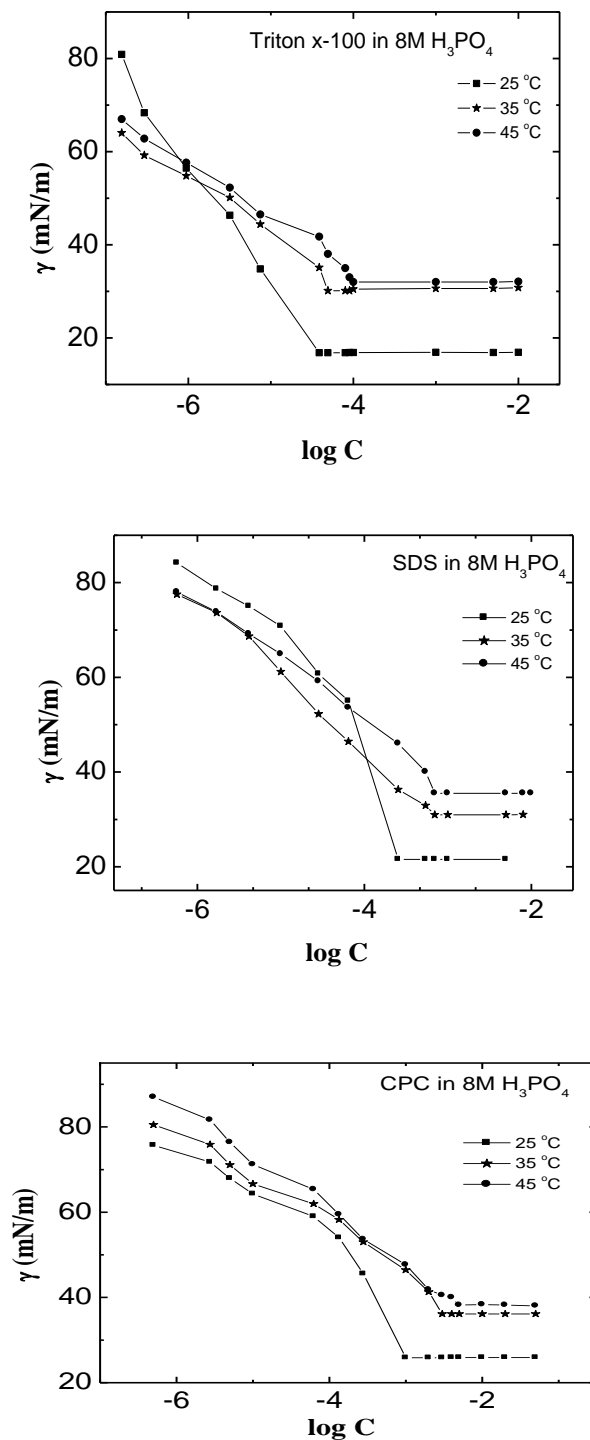 Triton x-100 in 8M H₃PO₄
25 °C
35 °C
45 °C
80
60
40
20
γ (mN/m)
-6
-4
-2
log C
SDS in 8M H₃PO₄
25 °C
35 °C
45 °C
80
60
40
20
γ (mN/m)
-6
-4
-2
log C
CPC in 8M H₃PO₄
25 °C
35 °C
45 °C
80
60
40
20
γ (mN/m)
-6
-4
-2
log C